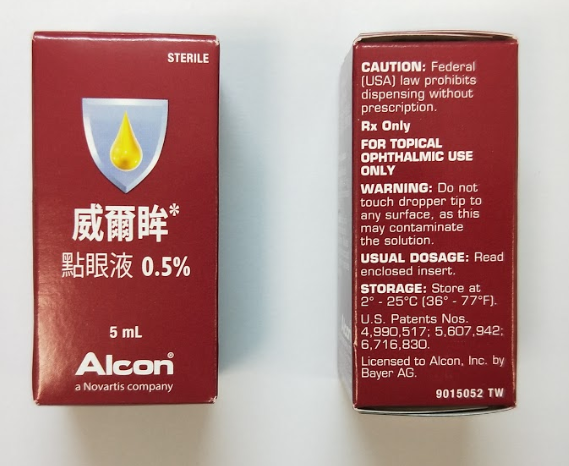 STERILE
威爾眸*
點眼液 0.5%
5 mL
Alcon®
a Novartis company
CAUTION: Federal
(USA) law prohibits
dispensing without
prescription.
Rx Only
FOR TOPICAL
OPHTHALMIC USE
ONLY
WARNING: Do not
touch dropper tip to
any surface, as this
may contaminate
the solution.
USUAL DOSAGE: Read
enclosed insert.
STORAGE: Store at
2° - 25°C (36° - 77°F).
U.S. Patents Nos.
4,990,517; 5,607,942;
6,716,830.
Licensed to Alcon, Inc. by
Bayer AG.
9015052 TW